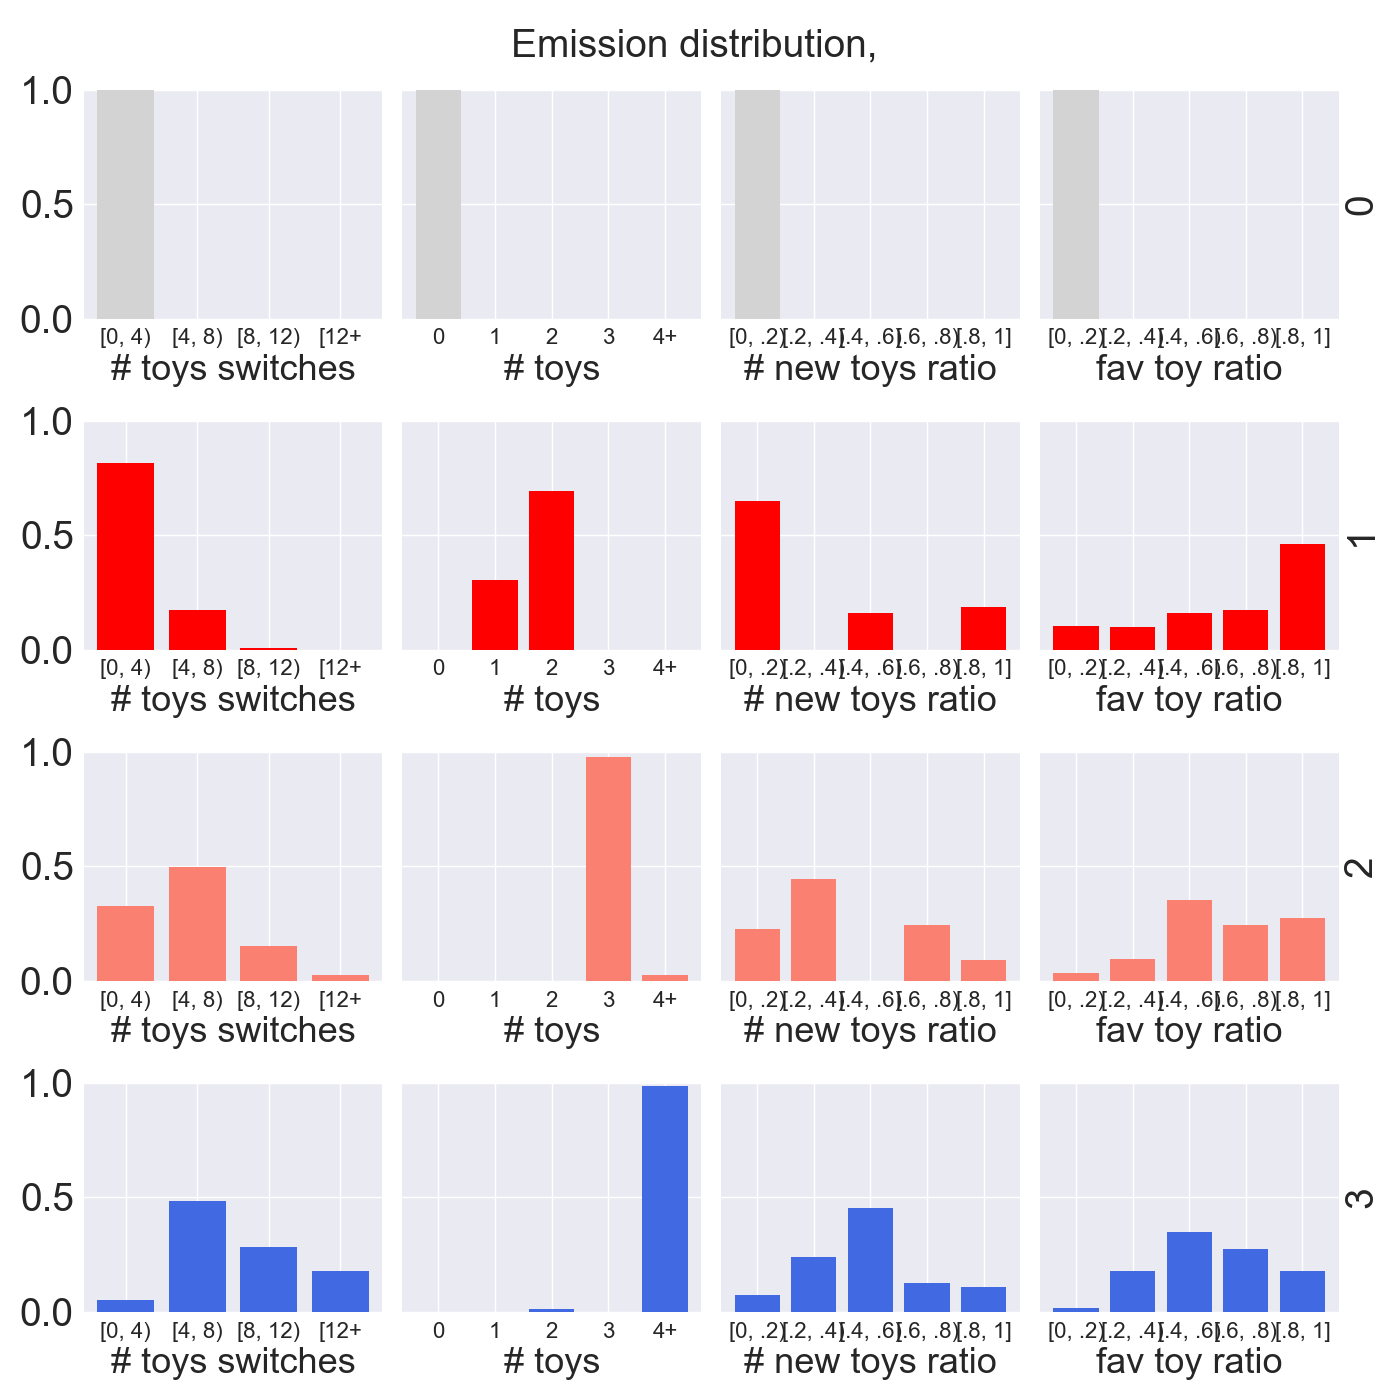 Emission distribution,
1.0
0.5
0.0
[0, 4) [4, 8) [8, 12) [12+
# toys switches
0 1 2 3 4+
# toys
[0, .2) [.2, .4) [.4, .6) [.6, .8) [.8, 1]
# new toys ratio
[0, .2) [.2, .4) [.4, .6) [.6, .8) [.8, 1]
fav toy ratio
0
1.0
0.5
0.0
[0, 4) [4, 8) [8, 12) [12+
# toys switches
0 1 2 3 4+
# toys
[0, .2) [.2, .4) [.4, .6) [.6, .8) [.8, 1]
# new toys ratio
[0, .2) [.2, .4) [.4, .6) [.6, .8) [.8, 1]
fav toy ratio
1
1.0
0.5
0.0
[0, 4) [4, 8) [8, 12) [12+
# toys switches
0 1 2 3 4+
# toys
[0, .2) [.2, .4) [.4, .6) [.6, .8) [.8, 1]
# new toys ratio
[0, .2) [.2, .4) [.4, .6) [.6, .8) [.8, 1]
fav toy ratio
2
1.0
0.5
0.0
[0, 4) [4, 8) [8, 12) [12+
# toys switches
0 1 2 3 4+
# toys
[0, .2) [.2, .4) [.4, .6) [.6, .8) [.8, 1]
# new toys ratio
[0, .2) [.2, .4) [.4, .6) [.6, .8) [.8, 1]
fav toy ratio
3